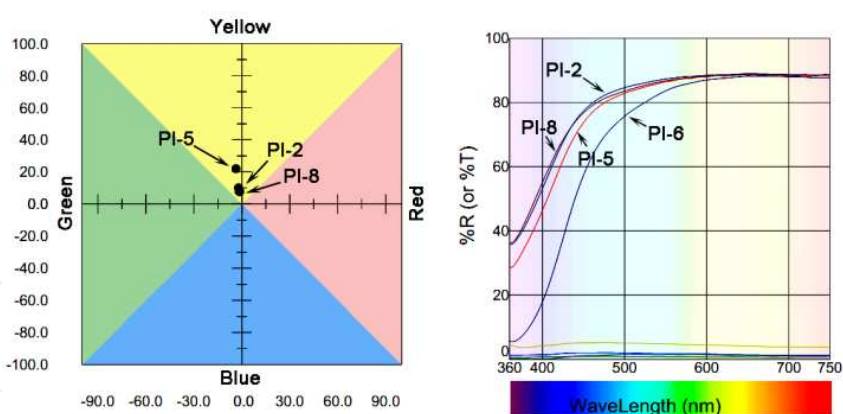 Yellow
100.0
80.0
60.0
40.0
20.0
0.0
-20.0
-40.0
-60.0
-80.0
-100.0
Green
Red
PI-5
PI-2
PI-8
Blue
-90.0 -60.0 -30.0 0.0 30.0 60.0 90.0
%R (or %T)
100
80
60
40
20
0
PI-2
PI-8
PI-5
PI-6
360 400 500 600 700 750
WaveLength (nm)